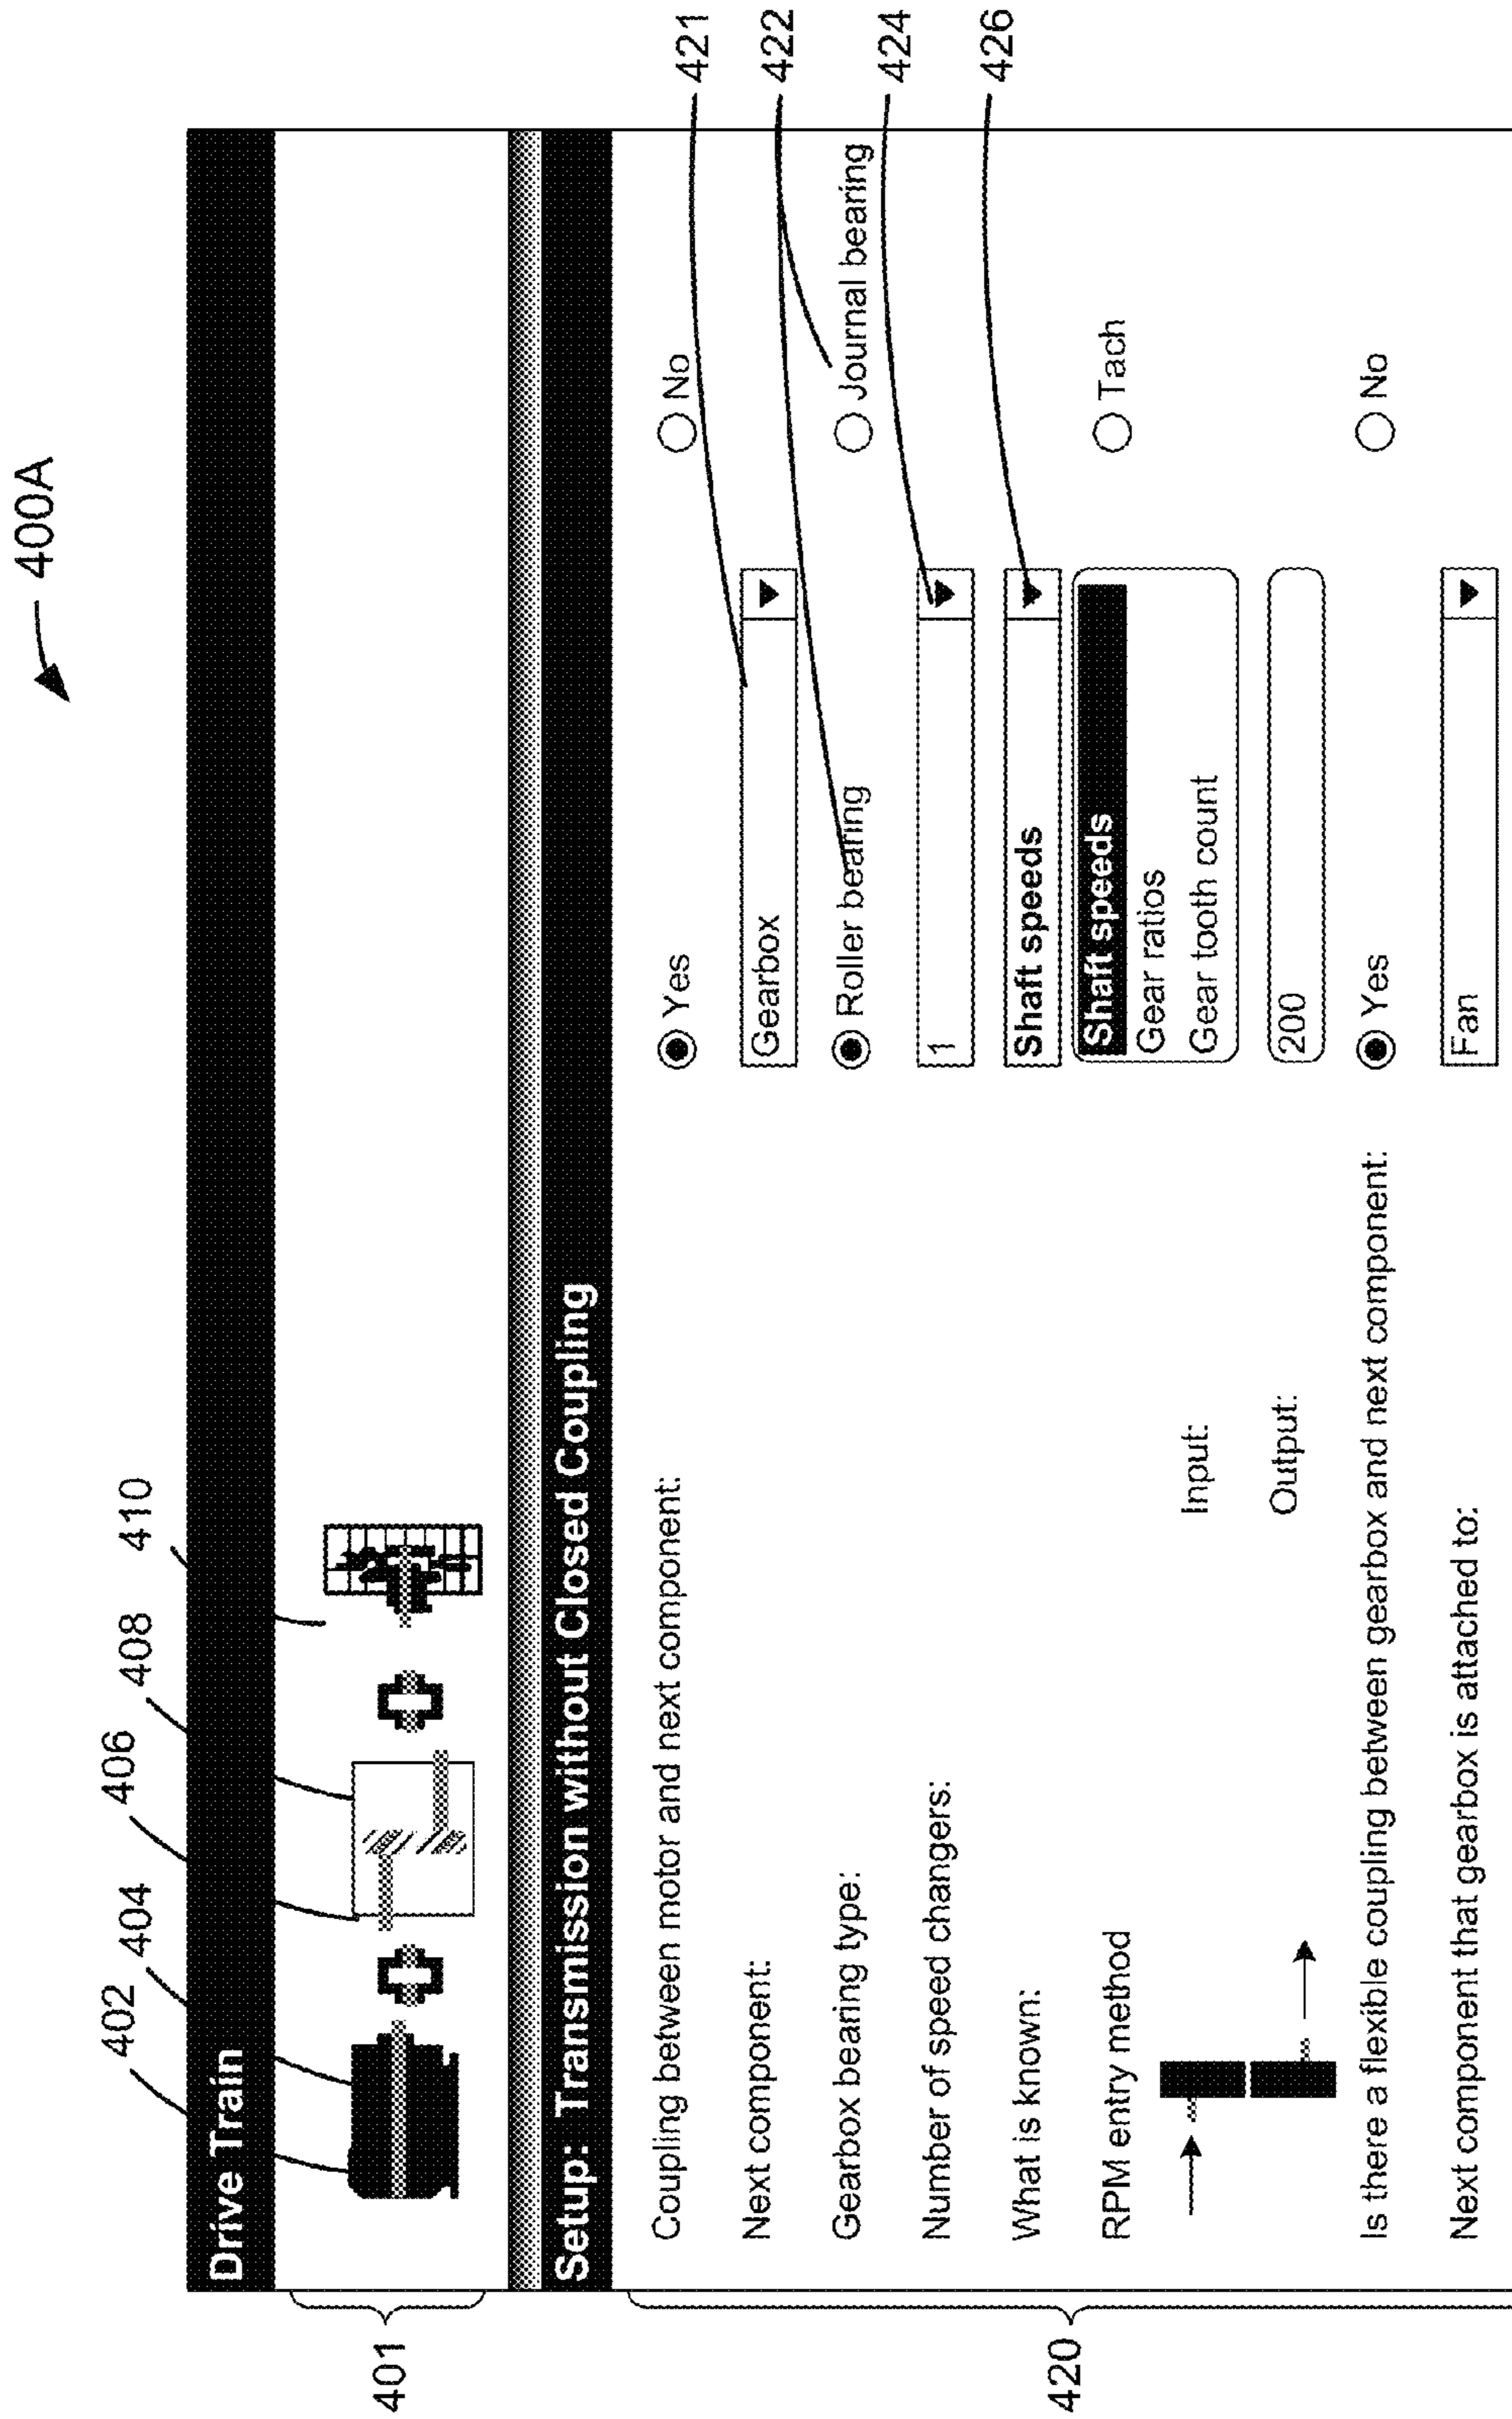 400A
402
404
406
408
410
Drive Train
401
Setup: Transmission without Closed Coupling
Coupling between motor and next component: Yes No
421
Next component: Gearbox
422
Gearbox bearing type: Roller bearing Journal bearing
424
Number of speed changers: 1
426
What is known: Shaft speeds
Shaft speeds
RPM entry method Tach
Gear ratios
Input: Gear tooth count
Output: 200
420
Is there a flexible coupling between gearbox and next component: Yes No
Next component that gearbox is attached to: Fan